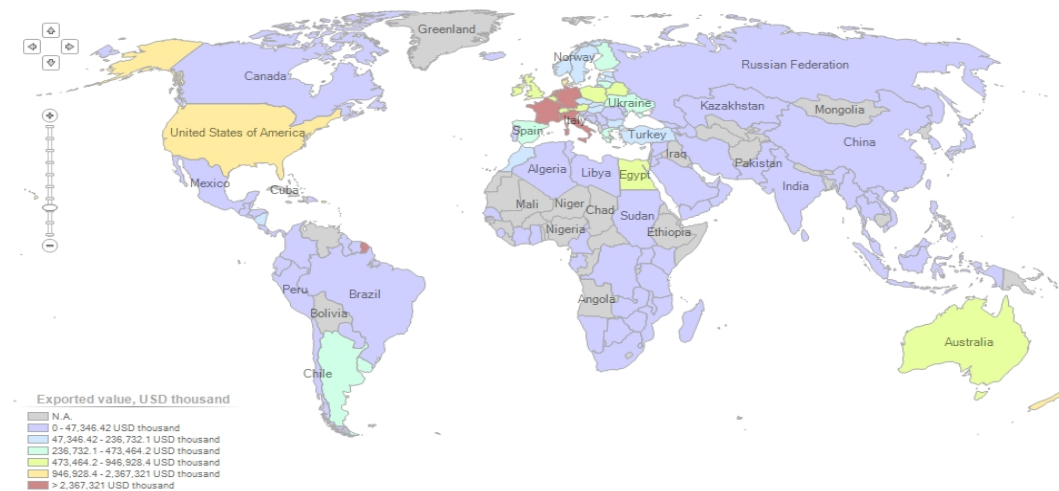 Greenland
Norway
Russian Federation
Canada
Ukraine
Kazakhstan
Mongolia
United States of America
Italy
Spain
Turkey
China
Iraq
Pakistan
Algeria
Libya
Egypt
Mexico
Cuba
India
Mali
Niger
Chad
Sudan
Nigeria
Ethiopia
Peru
Brazil
Angola
Bolivia
Australia
Chile
Exported value, USD thousand
N.A.
0 - 47,346.42 USD thousand
47,346.42 - 236,732.1 USD thousand
236,732.1 - 473,464.2 USD thousand
473,464.2 - 946,928.4 USD thousand
946,928.4 - 2,367,321 USD thousand
> 2,367,321 USD thousand